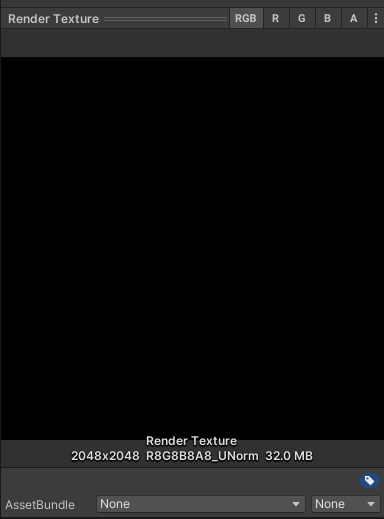 Render Texture RGB R G B A
Render Texture
2048x2048 R8G8B8A8_UNorm 32.0 MB
AssetBundle None None